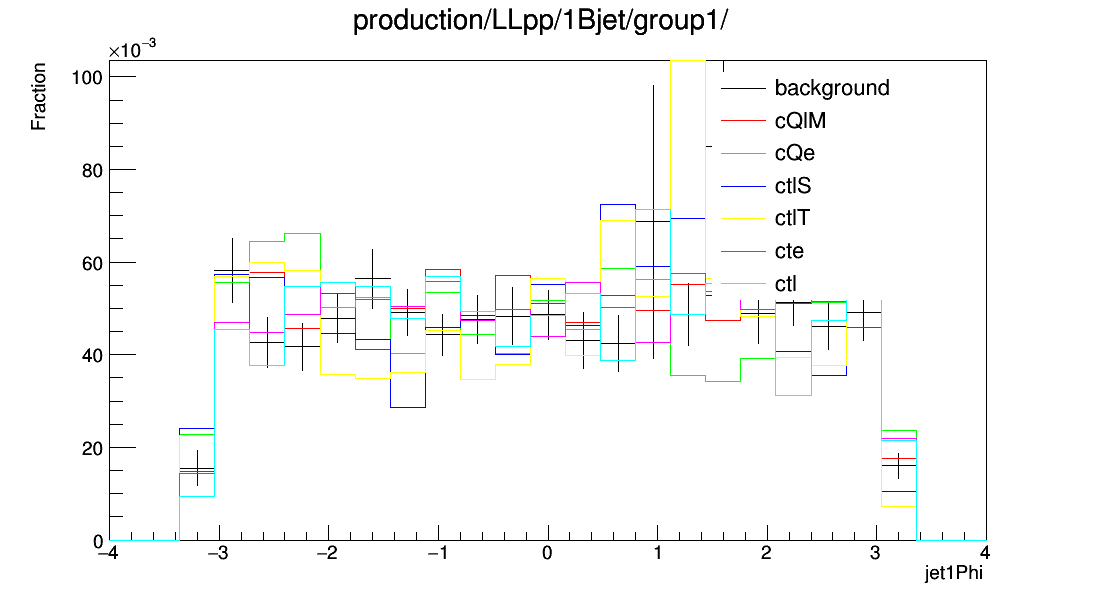 production/LLpp/1Bjet/group1/
×10⁻³
Fraction
100
80
60
40
20
0
background
cQlM
cQe
ctlS
ctlT
cte
ctl
−4 −3 −2 −1 0 1 2 3 4
jet1Phi